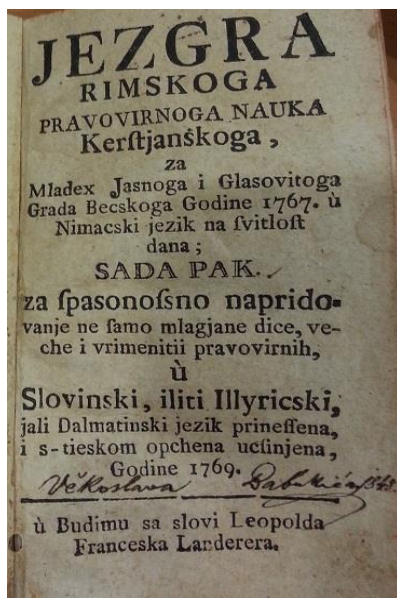 JEZGRA
RIMSKOGA
PRAVOVIRNOGA NAUKA
Kerſtjanſkoga,
za
Mladex Jasnoga i Glasovitoga
Grada Becskoga Godine 1767. ù
Nimacski jezik na ſvitloſt
dana;
SADA PAK.
za ſpasonoſsno naprido-
vanje ne ſamo mlagjane dice, ve-
che i vrimenitii pravovirnih,
ù
Slovinski, iliti Illyricski,
jali Dalmatinski jezik prineſſena,
i s-tieskom opchena ucſinjena,
Godine 1769.
Vĕkoslava Babukića
ù Budimu sa slovi Leopolda
Franceska Landerera.